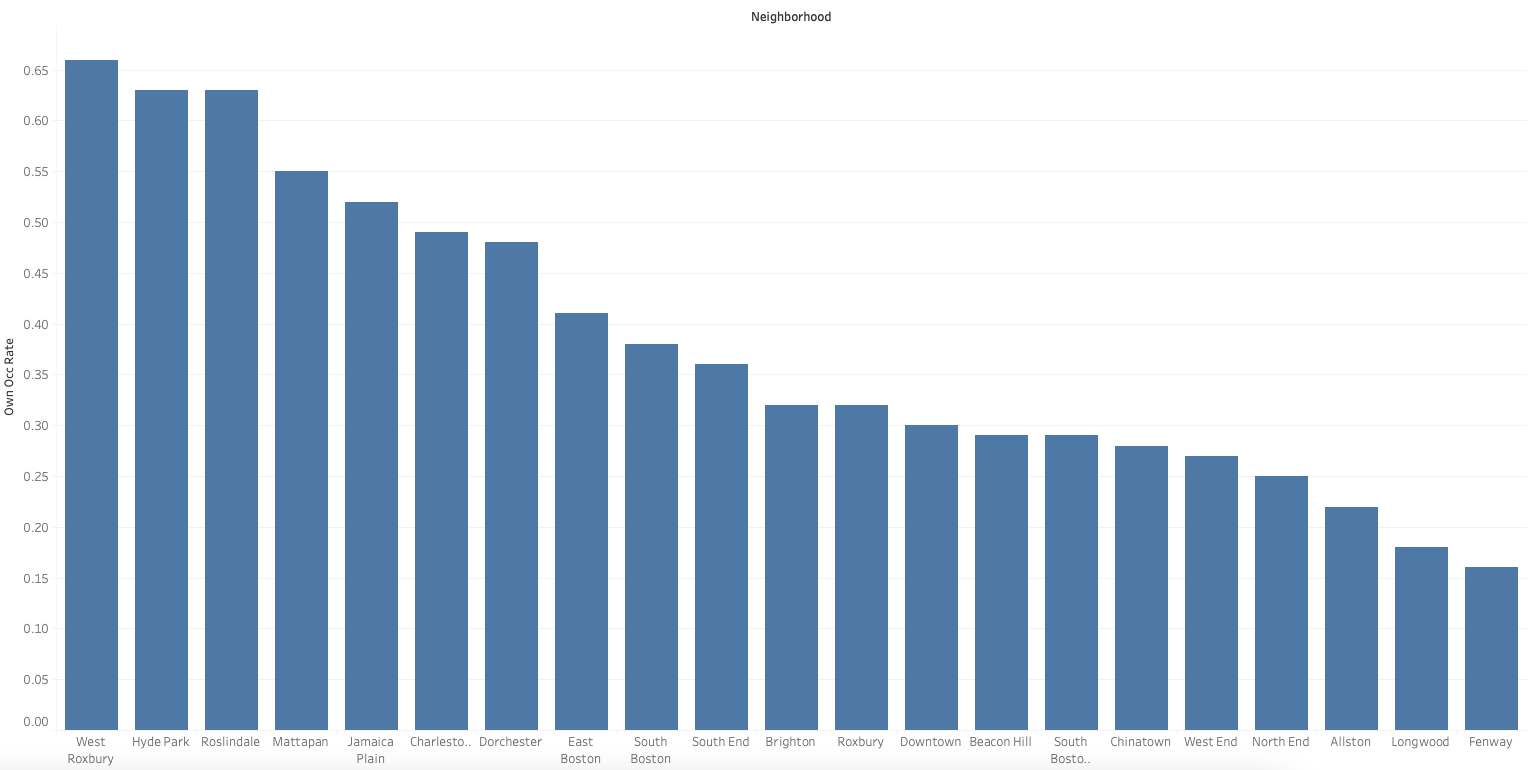 Neighborhood
Own Occ Rate
0.65
0.60
0.55
0.50
0.45
0.40
0.35
0.30
0.25
0.20
0.15
0.10
0.05
0.00
West
Roxbury
Hyde Park
Roslindale
Mattapan
Jamaica
Plain
Charlesto..
Dorchester
East
Boston
South
Boston
South End
Brighton
Roxbury
Downtown
Beacon Hill
South
Bosto..
Chinatown
West End
North End
Allston
Longwood
Fenway